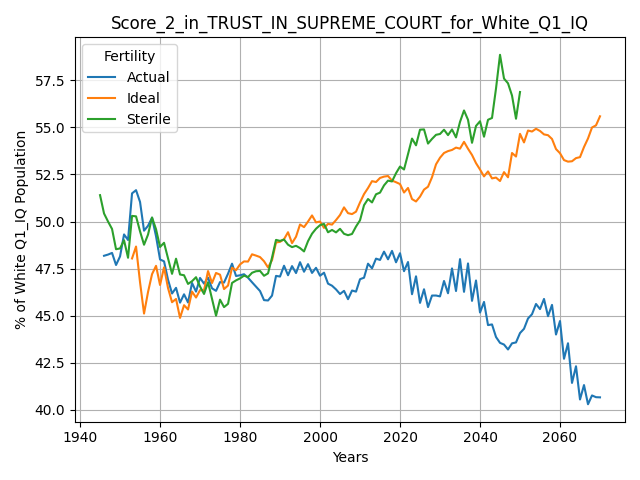 Score_2_in_TRUST_IN_SUPREME_COURT_for_White_Q1_IQ
Fertility
Actual
Ideal
Sterile
% of White Q1_IQ Population
57.5
55.0
52.5
50.0
47.5
45.0
42.5
40.0
1940 1960 1980 2000 2020 2040 2060
Years